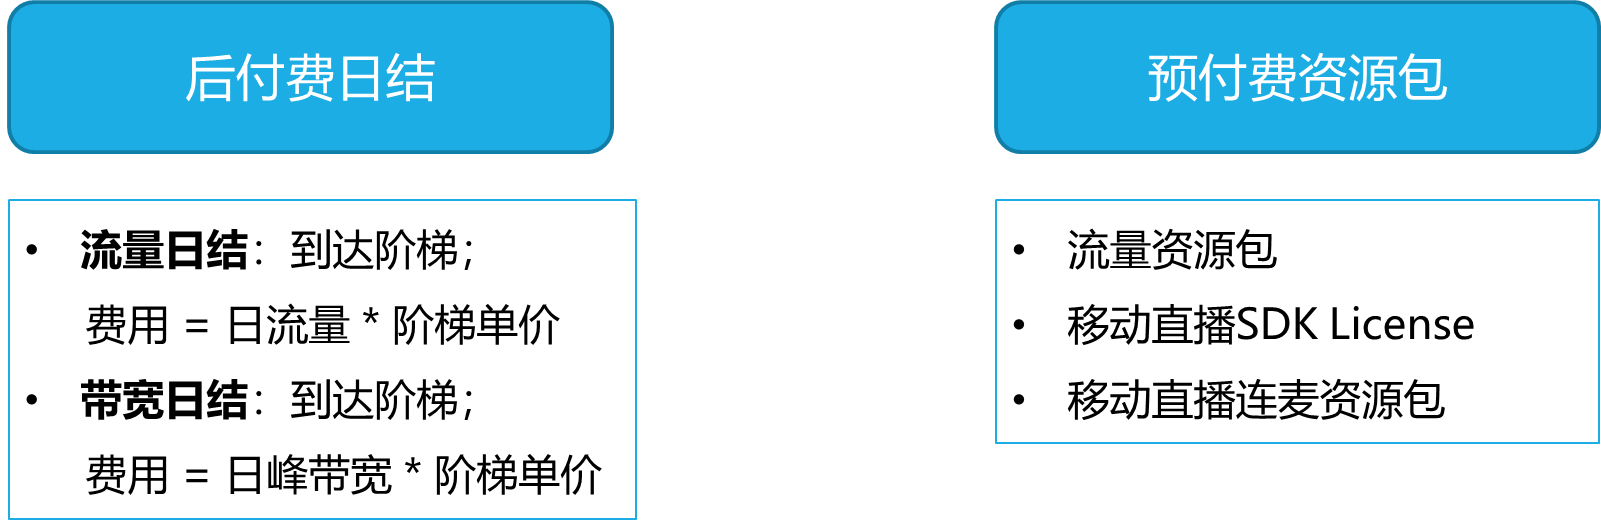 后付费日结
• 流量日结：到达阶梯；
费用 = 日流量 * 阶梯单价
• 带宽日结：到达阶梯；
费用 = 日峰带宽 * 阶梯单价
预付费资源包
• 流量资源包
• 移动直播SDK License
• 移动直播连麦资源包